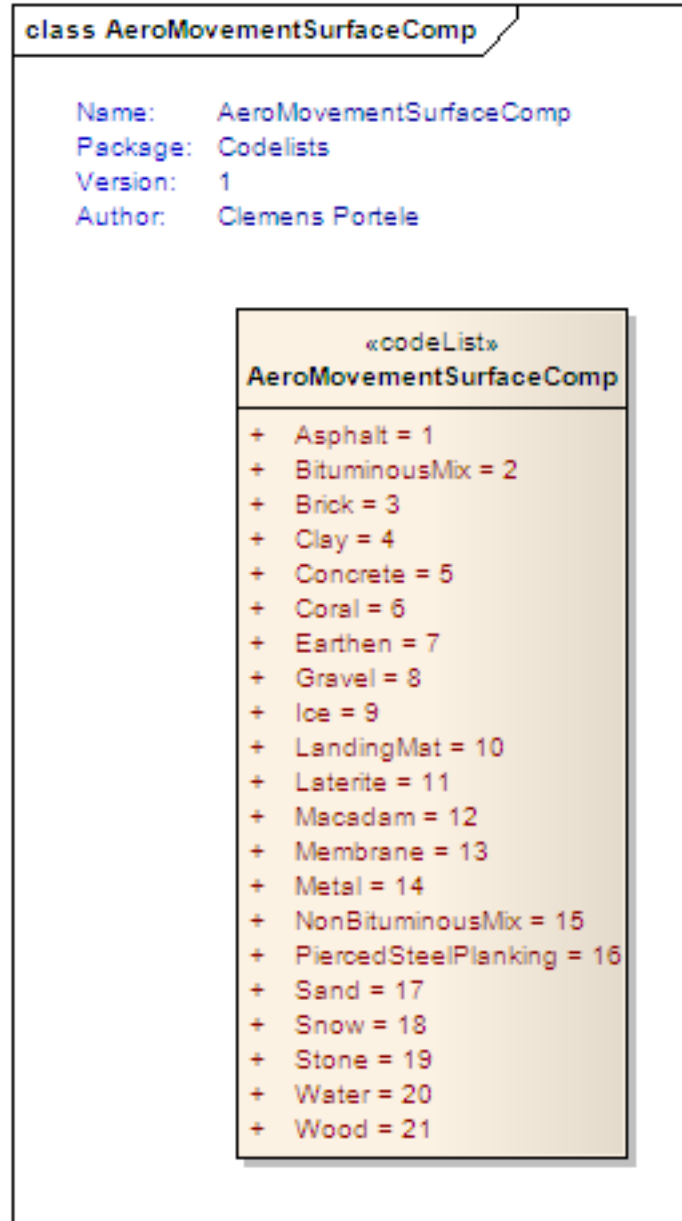 class AeroMovementSurfaceComp
Name: AeroMovementSurfaceComp
Package: Codelists
Version: 1
Author: Clemens Portele
«codeList»
AeroMovementSurfaceComp
+ Asphalt = 1
+ BituminousMix = 2
+ Brick = 3
+ Clay = 4
+ Concrete = 5
+ Coral = 6
+ Earthen = 7
+ Gravel = 8
+ Ice = 9
+ LandingMat = 10
+ Laterite = 11
+ Macadam = 12
+ Membrane = 13
+ Metal = 14
+ NonBituminousMix = 15
+ PiercedSteelPlanking = 16
+ Sand = 17
+ Snow = 18
+ Stone = 19
+ Water = 20
+ Wood = 21